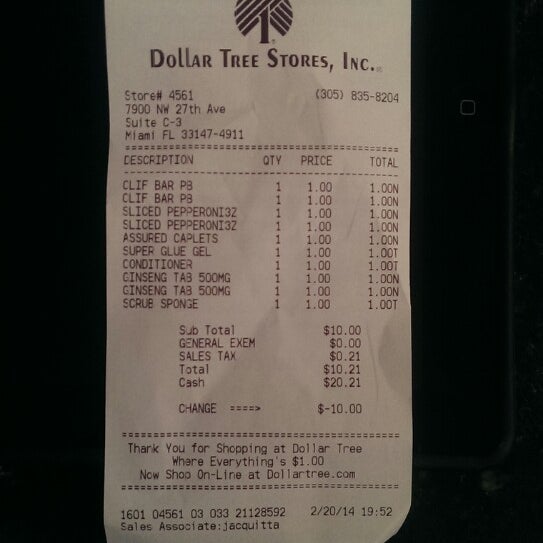 DOLLAR TREE STORES, INC.®
Store# 4561 (305) 835-8204
7900 NW 27th Ave
Suite C-3
Miami FL 33147-4911
DESCRIPTION QTY PRICE TOTAL
CLIF BAR PB 1 1.00 1.00N
CLIF BAR PB 1 1.00 1.00N
SLICED PEPPERONI3Z 1 1.00 1.00N
SLICED PEPPERONI3Z 1 1.00 1.00N
ASSURED CAPLETS 1 1.00 1.00N
SUPER GLUE GEL 1 1.00 1.00T
CONDITIONER 1 1.00 1.00T
GINSENG TAB 500MG 1 1.00 1.00N
GINSENG TAB 500MG 1 1.00 1.00N
SCRUB SPONGE 1 1.00 1.00T
Sub Total $10.00
GENERAL EXEM $0.00
SALES TAX $0.21
Total $10.21
Cash $20.21
CHANGE ====> $-10.00
Thank You for Shopping at Dollar Tree
Where Everything's $1.00
Now Shop On-Line at Dollartree.com
1601 04561 03 033 21128592 2/20/14 19:52
Sales Associate:jacquitta